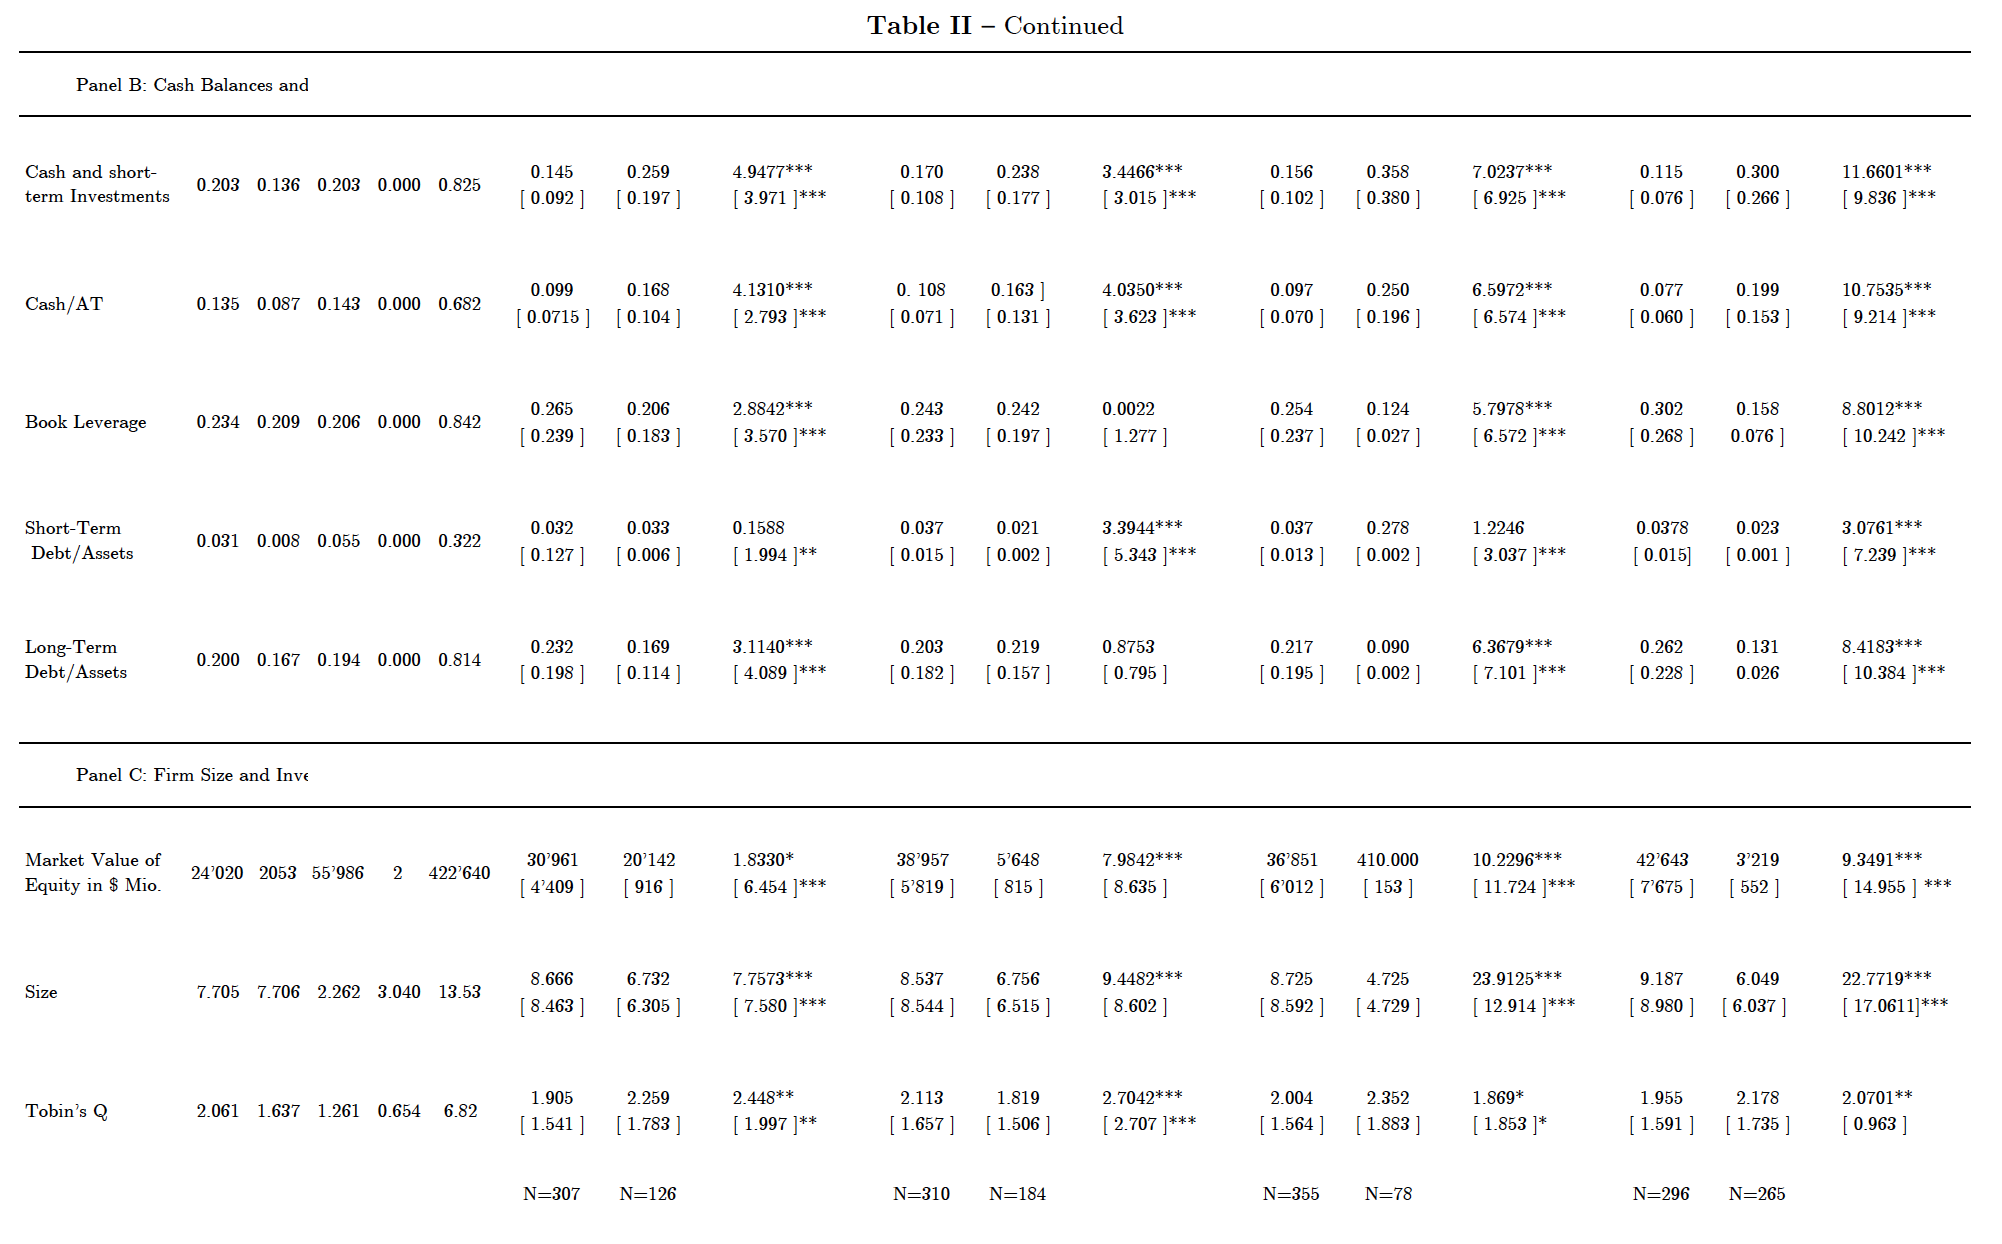 Table II – Continued
Panel B: Cash Balances and
Cash and short- 0.145 0.259 4.9477*** 0.170 0.238 3.4466*** 0.156 0.358 7.0237*** 0.115 0.300 11.6601***
0.203 0.136 0.203 0.000 0.825
term Investments [ 0.092 ] [ 0.197 ] [ 3.971 ]*** [ 0.108 ] [ 0.177 ] [ 3.015 ]*** [ 0.102 ] [ 0.380 ] [ 6.925 ]*** [ 0.076 ] [ 0.266 ] [ 9.836 ]***
0.099 0.168 4.1310*** 0. 108 0.163 ] 4.0350*** 0.097 0.250 6.5972*** 0.077 0.199 10.7535***
Cash/AT 0.135 0.087 0.143 0.000 0.682
[ 0.0715 ] [ 0.104 ] [ 2.793 ]*** [ 0.071 ] [ 0.131 ] [ 3.623 ]*** [ 0.070 ] [ 0.196 ] [ 6.574 ]*** [ 0.060 ] [ 0.153 ] [ 9.214 ]***
0.265 0.206 2.8842*** 0.243 0.242 0.0022 0.254 0.124 5.7978*** 0.302 0.158 8.8012***
Book Leverage 0.234 0.209 0.206 0.000 0.842
[ 0.239 ] [ 0.183 ] [ 3.570 ]*** [ 0.233 ] [ 0.197 ] [ 1.277 ] [ 0.237 ] [ 0.027 ] [ 6.572 ]*** [ 0.268 ] 0.076 ] [ 10.242 ]***
Short-Term 0.032 0.033 0.1588 0.037 0.021 3.3944*** 0.037 0.278 1.2246 0.0378 0.023 3.0761***
0.031 0.008 0.055 0.000 0.322
Debt/Assets [ 0.127 ] [ 0.006 ] [ 1.994 ]** [ 0.015 ] [ 0.002 ] [ 5.343 ]*** [ 0.013 ] [ 0.002 ] [ 3.037 ]*** [ 0.015] [ 0.001 ] [ 7.239 ]***
Long-Term 0.232 0.169 3.1140*** 0.203 0.219 0.8753 0.217 0.090 6.3679*** 0.262 0.131 8.4183***
0.200 0.167 0.194 0.000 0.814
Debt/Assets [ 0.198 ] [ 0.114 ] [ 4.089 ]*** [ 0.182 ] [ 0.157 ] [ 0.795 ] [ 0.195 ] [ 0.002 ] [ 7.101 ]*** [ 0.228 ] 0.026 [ 10.384 ]***
Panel C: Firm Size and Inve
Market Value of 30'961 20'142 1.8330* 38'957 5'648 7.9842*** 36'851 410.000 10.2296*** 42'643 3'219 9.3491***
24'020 2053 55'986 2 422'640
Equity in $ Mio. [ 4'409 ] [ 916 ] [ 6.454 ]*** [ 5'819 ] [ 815 ] [ 8.635 ] [ 6'012 ] [ 153 ] [ 11.724 ]*** [ 7'675 ] [ 552 ] [ 14.955 ] ***
8.666 6.732 7.7573*** 8.537 6.756 9.4482*** 8.725 4.725 23.9125*** 9.187 6.049 22.7719***
Size 7.705 7.706 2.262 3.040 13.53
[ 8.463 ] [ 6.305 ] [ 7.580 ]*** [ 8.544 ] [ 6.515 ] [ 8.602 ] [ 8.592 ] [ 4.729 ] [ 12.914 ]*** [ 8.980 ] [ 6.037 ] [ 17.0611]***
1.905 2.259 2.448** 2.113 1.819 2.7042*** 2.004 2.352 1.869* 1.955 2.178 2.0701**
Tobin's Q 2.061 1.637 1.261 0.654 6.82
[ 1.541 ] [ 1.783 ] [ 1.997 ]** [ 1.657 ] [ 1.506 ] [ 2.707 ]*** [ 1.564 ] [ 1.883 ] [ 1.853 ]* [ 1.591 ] [ 1.735 ] [ 0.963 ]
N=307 N=126 N=310 N=184 N=355 N=78 N=296 N=265